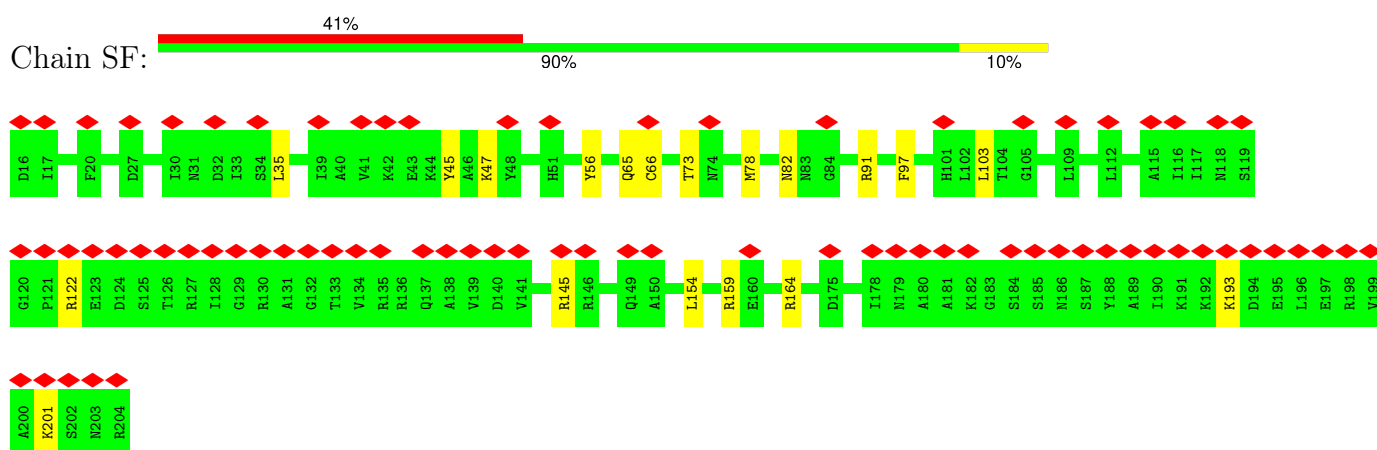 41%
Chain SF:
90% 10%
D16 I17 F20 D27 I30 N31 D32 I33 S34 L35 I39 A40 V41 K42 E43 K44 Y45 A46 K47 Y48 H51 Y56 Q65 C66 T73 N74 M78 N82 N83 G84 R91 F97 H101 L102 L103 T104 G105 L109 L112 A115 I116 I117 N118 S119
G120 P121 R122 E123 D124 S125 T126 R127 I128 G129 R130 A131 G132 T133 V134 R135 R136 Q137 A138 V139 D140 V141 R145 R146 Q149 A150 L154 R159 E160 R164 D175 I178 N179 A180 A181 K182 G183 S184 S185 N186 S187 Y188 A189 I190 K191 K192 K193 D194 E195 L196 E197 R198 V199
A200 K201 S202 N203 R204